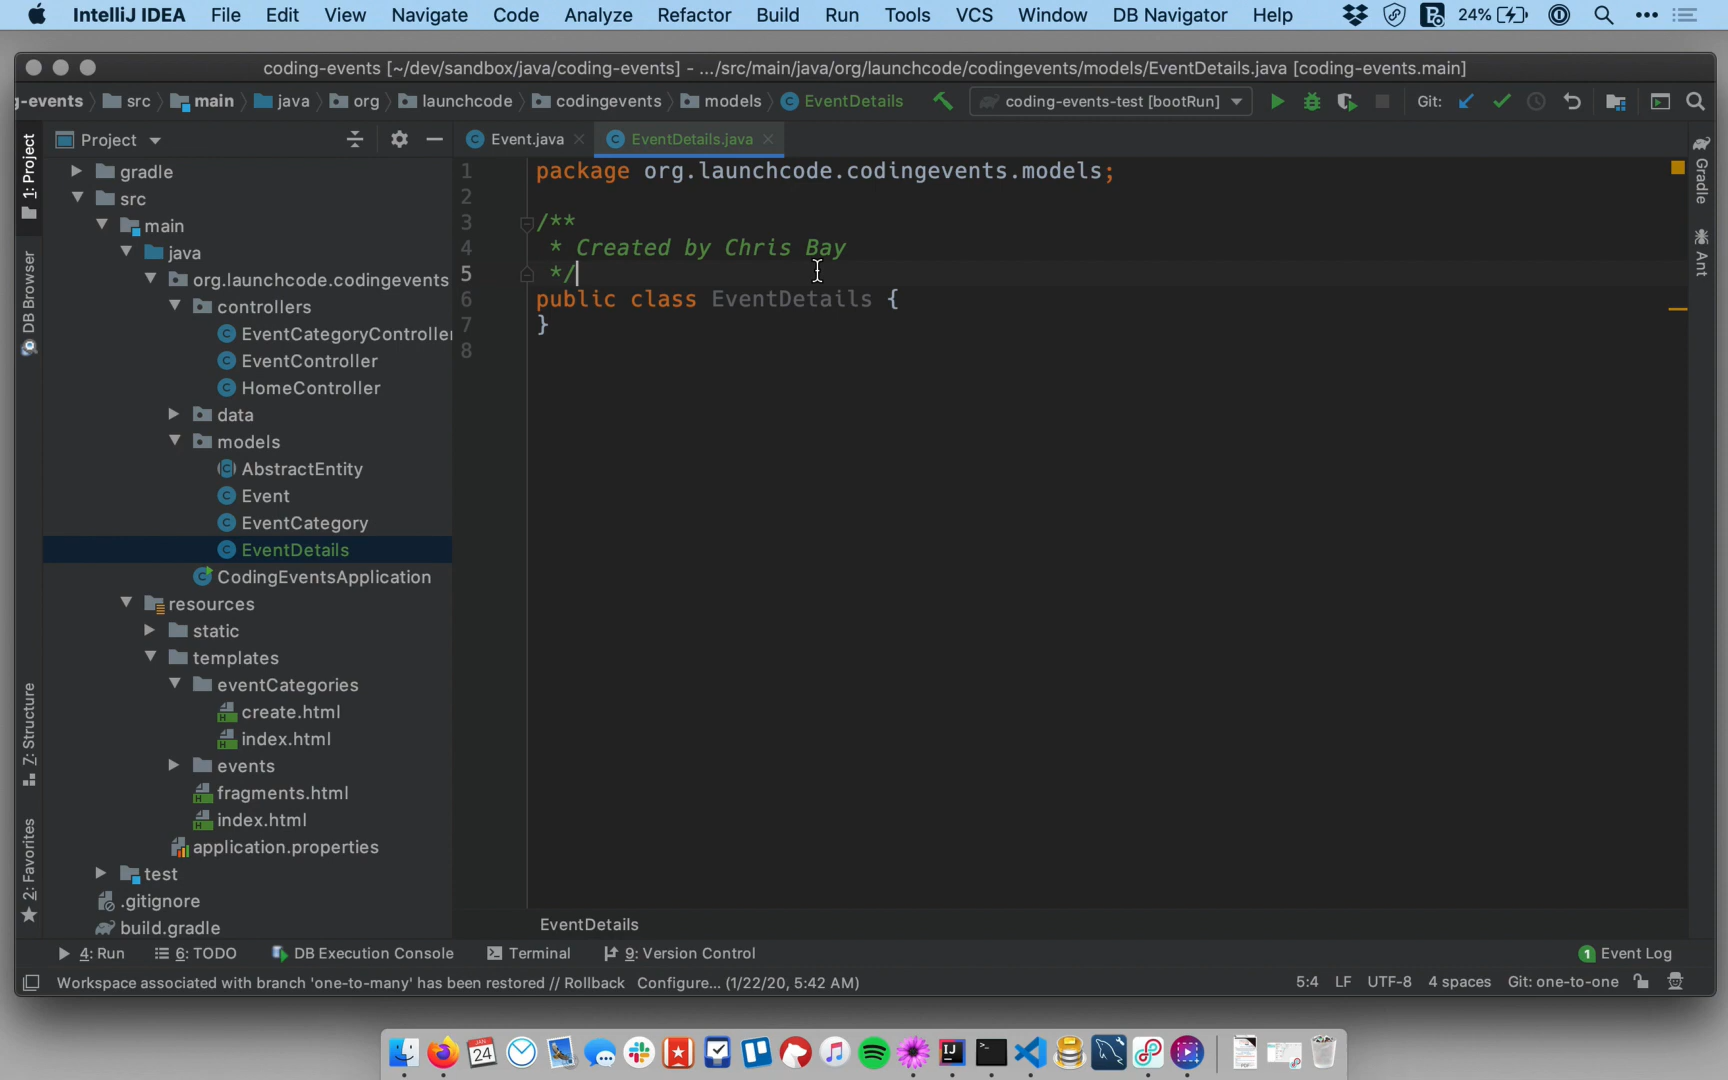 IntelliJ IDEA File Edit View Navigate Code Analyze Refactor Build Run Tools VCS Window DB Navigator Help 24%
coding-events [~/dev/sandbox/java/coding-events] - .../src/main/java/org/launchcode/codingevents/models/EventDetails.java [coding-events.main]
g-events src main java org launchcode codingevents models EventDetails coding-events-test [bootRun] Git:
1: Project
DB Browser
7: Structure
2: Favorites
Project
gradle
src
main
java
org.launchcode.codingevents
controllers
EventCategoryController
EventController
HomeController
data
models
AbstractEntity
Event
EventCategory
EventDetails
CodingEventsApplication
resources
static
templates
eventCategories
create.html
index.html
events
fragments.html
index.html
application.properties
test
.gitignore
build.gradle
Event.java EventDetails.java
1 package org.launchcode.codingevents.models;
2
3 /**
4 * Created by Chris Bay
5 */
6 public class EventDetails {
7 }
8
EventDetails
Gradle
Ant
4: Run 6: TODO DB Execution Console Terminal 9: Version Control 1 Event Log
Workspace associated with branch 'one-to-many' has been restored // Rollback Configure... (1/22/20, 5:42 AM) 5:4 LF UTF-8 4 spaces Git: one-to-one
24
IJ